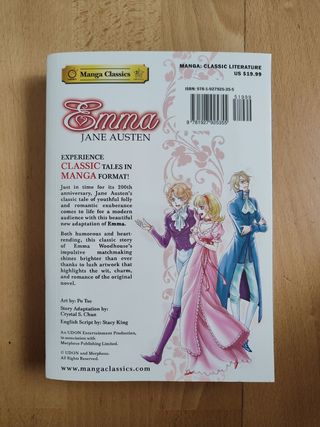 Manga Classics
MANGA: CLASSIC LITERATURE
US $19.99
ISBN: 978-1-927925-35-5
51999
9 781927 925355
Emma
JANE AUSTEN
EXPERIENCE
CLASSIC TALES IN
MANGA FORMAT!
Just in time for its 200th
anniversary, Jane Austen's
classic tale of youthful folly
and romantic exuberance
comes to life for a modern
audience with this beautiful
new adaptation of Emma.
Both humorous and heart-
rending, this classic story
of Emma Woodhouse's
impulsive matchmaking
shines brighter than ever
thanks to lush artwork that
highlights the wit, charm,
and romance of the original
novel.
Art by: Po Tse
Story Adaptation by:
Crystal S. Chan
English Script by: Stacy King
An UDON Entertainment Production,
in association with
Morpheus Publishing Limited.
© UDON and Morpheus.
All Rights Reserved.
www.mangaclassics.com